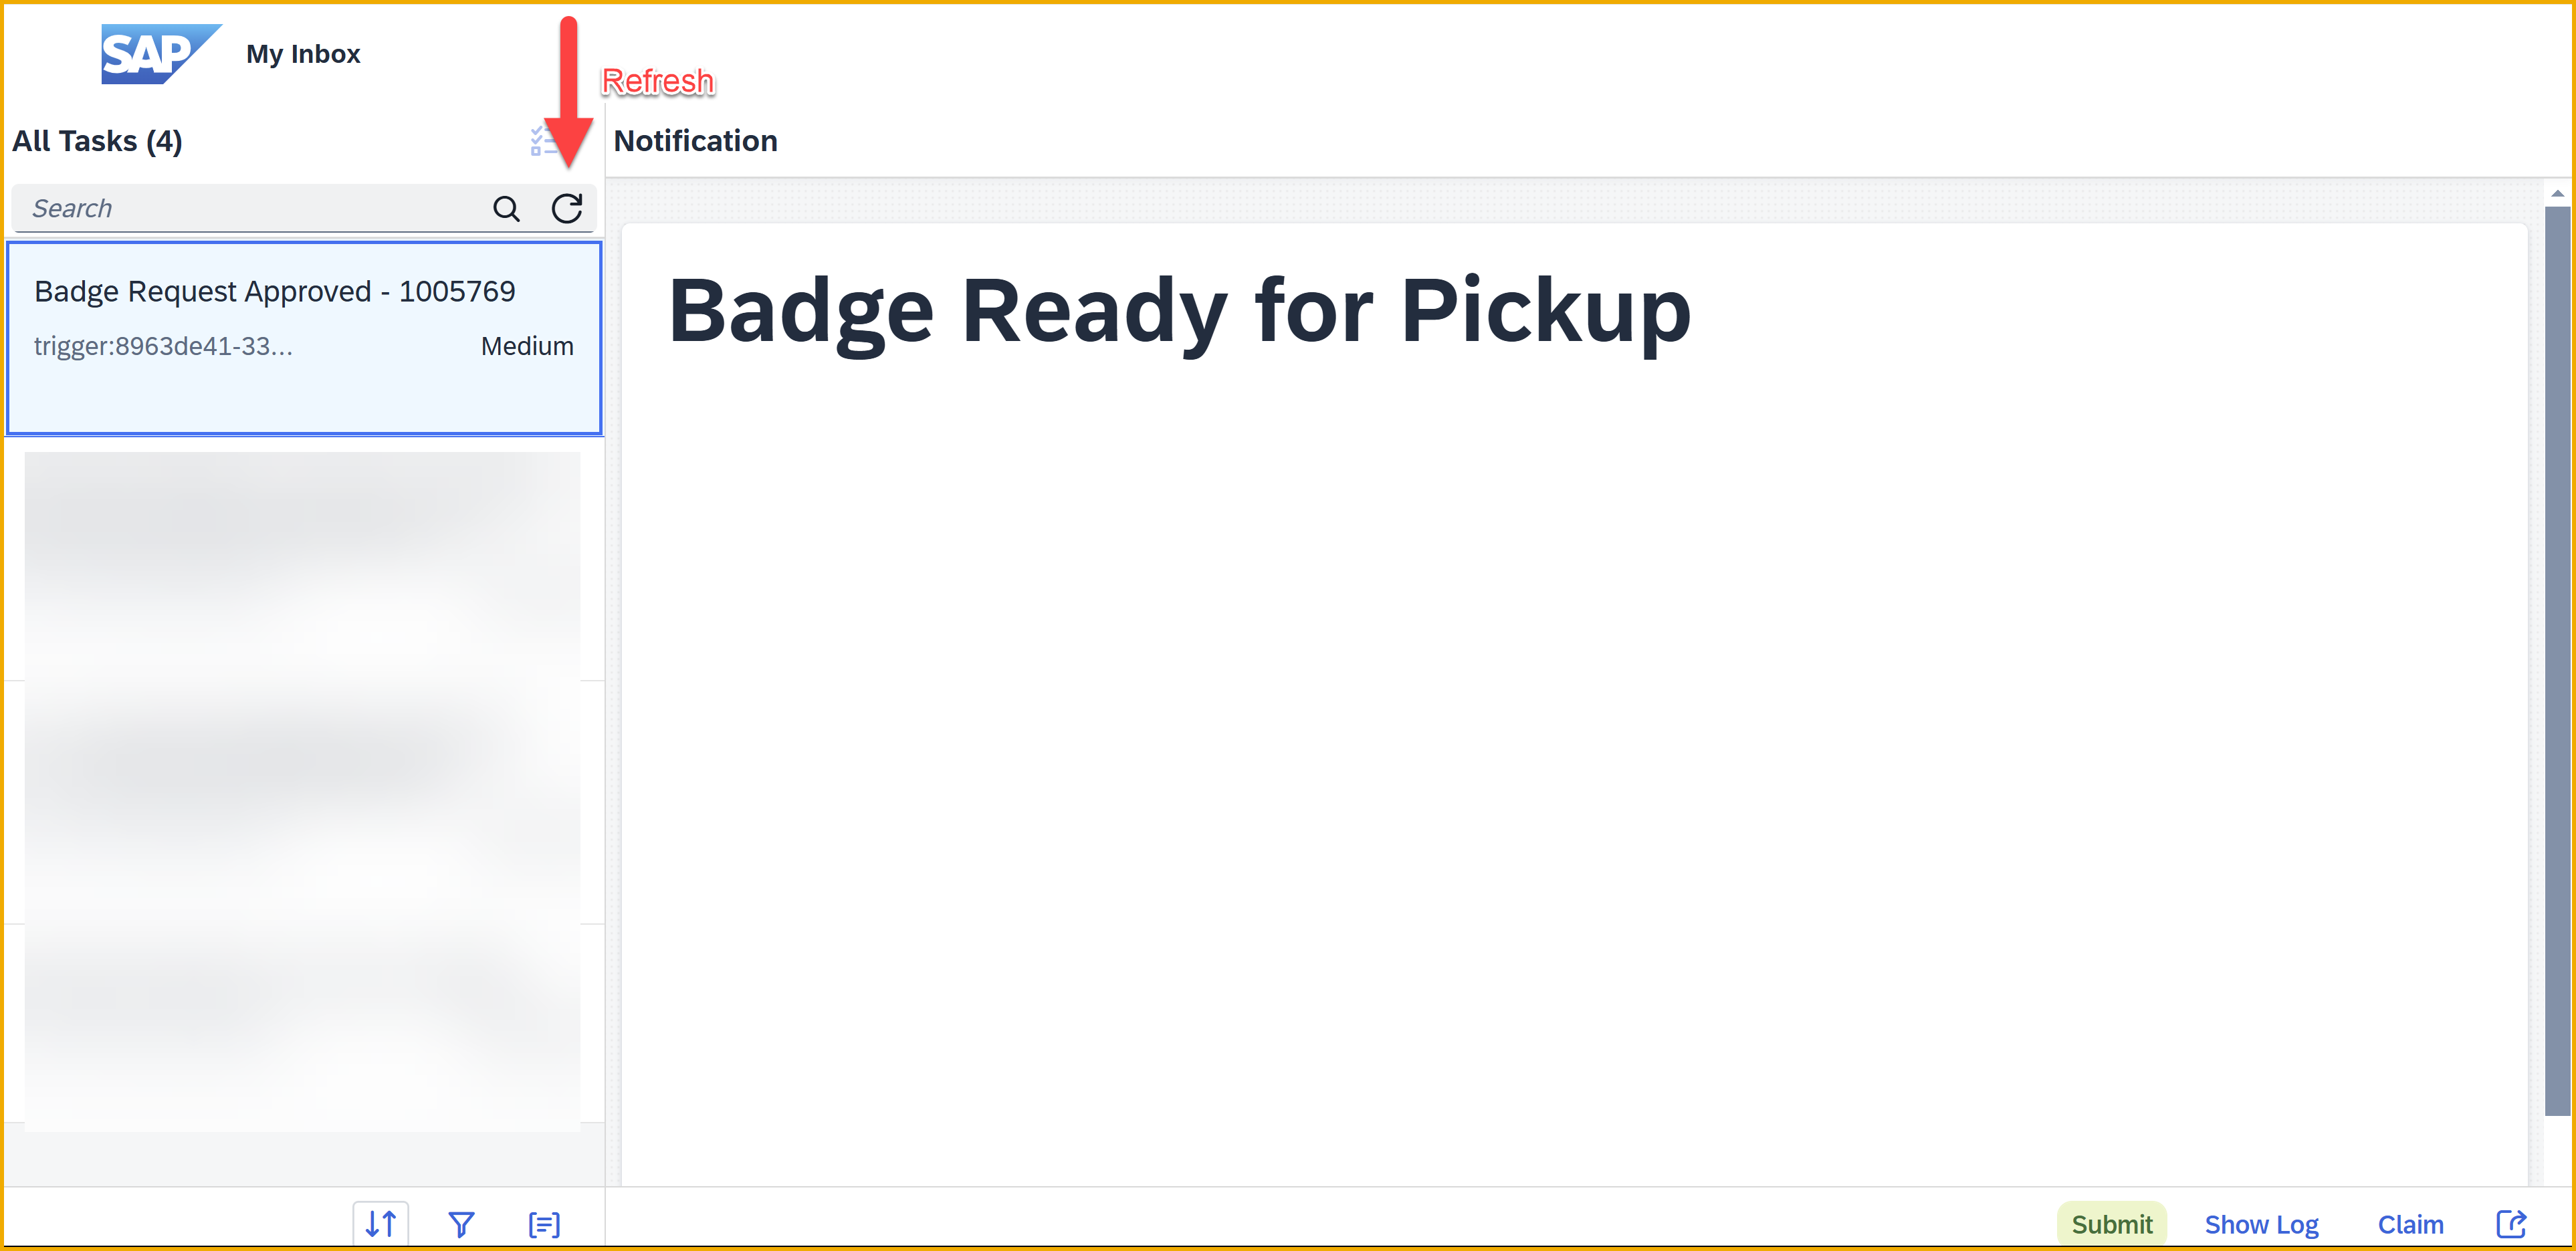 SAP
My Inbox
Refresh
All Tasks (4)
Notification
Search
Badge Request Approved - 1005769
trigger:8963de41-33...
Medium
Badge Ready for Pickup
Submit
Show Log
Claim